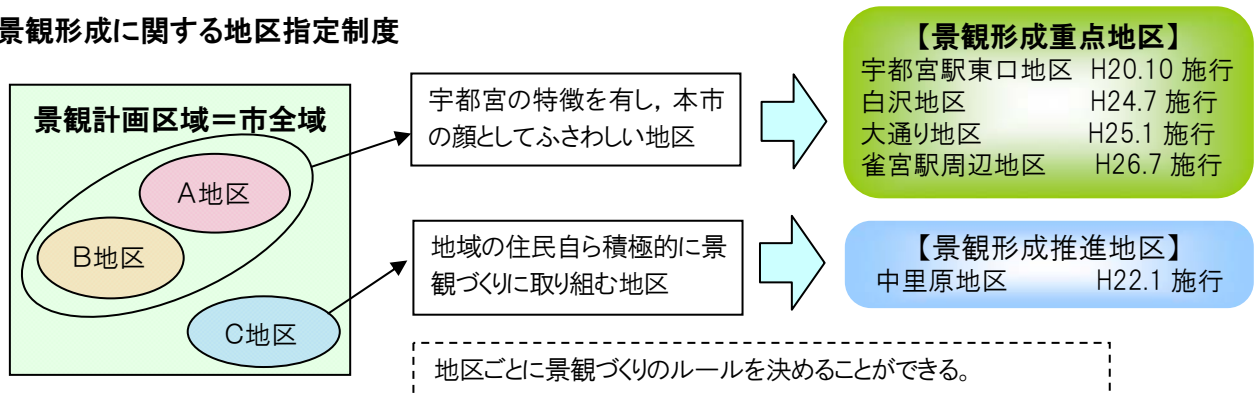 景観形成に関する地区指定制度
景観計画区域=市全域
A地区
B地区
C地区
宇都宮の特徴を有し,本市
の顔としてふさわしい地区
【景観形成重点地区】
宇都宮駅東口地区 H20.10 施行
白沢地区 H24.7 施行
大通り地区 H25.1 施行
雀宮駅周辺地区 H26.7 施行
地域の住民自ら積極的に景
観づくりに取り組む地区
【景観形成推進地区】
中里原地区 H22.1 施行
地区ごとに景観づくりのルールを決めることができる。